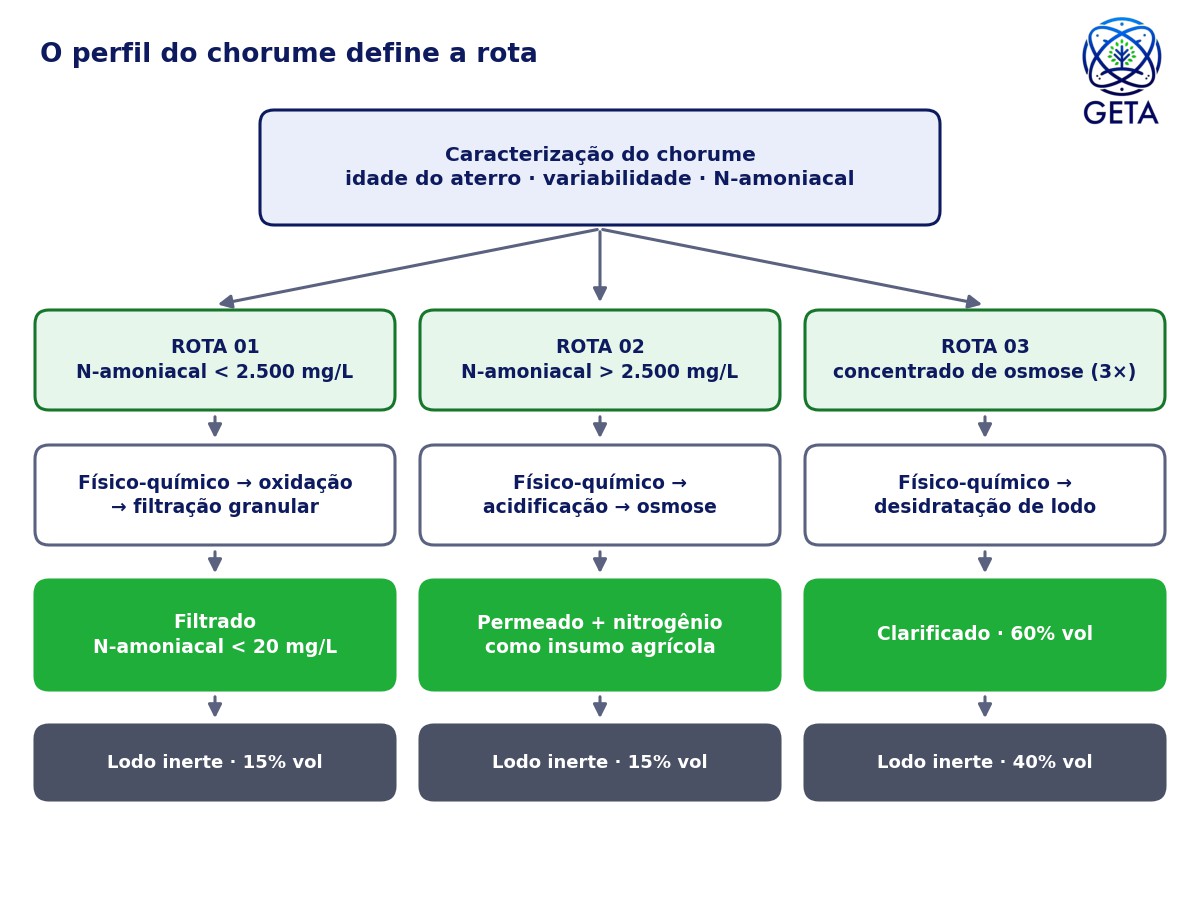 O perfil do chorume define a rota
GETA
Caracterização do chorume
idade do aterro · variabilidade · N-amoniacal
ROTA 01
N-amoniacal < 2.500 mg/L
ROTA 02
N-amoniacal > 2.500 mg/L
ROTA 03
concentrado de osmose (3×)
Físico-químico → oxidação
→ filtração granular
Físico-químico →
acidificação → osmose
Físico-químico →
desidratação de lodo
Filtrado
N-amoniacal < 20 mg/L
Permeado + nitrogênio
como insumo agrícola
Clarificado · 60% vol
Lodo inerte · 15% vol
Lodo inerte · 15% vol
Lodo inerte · 40% vol